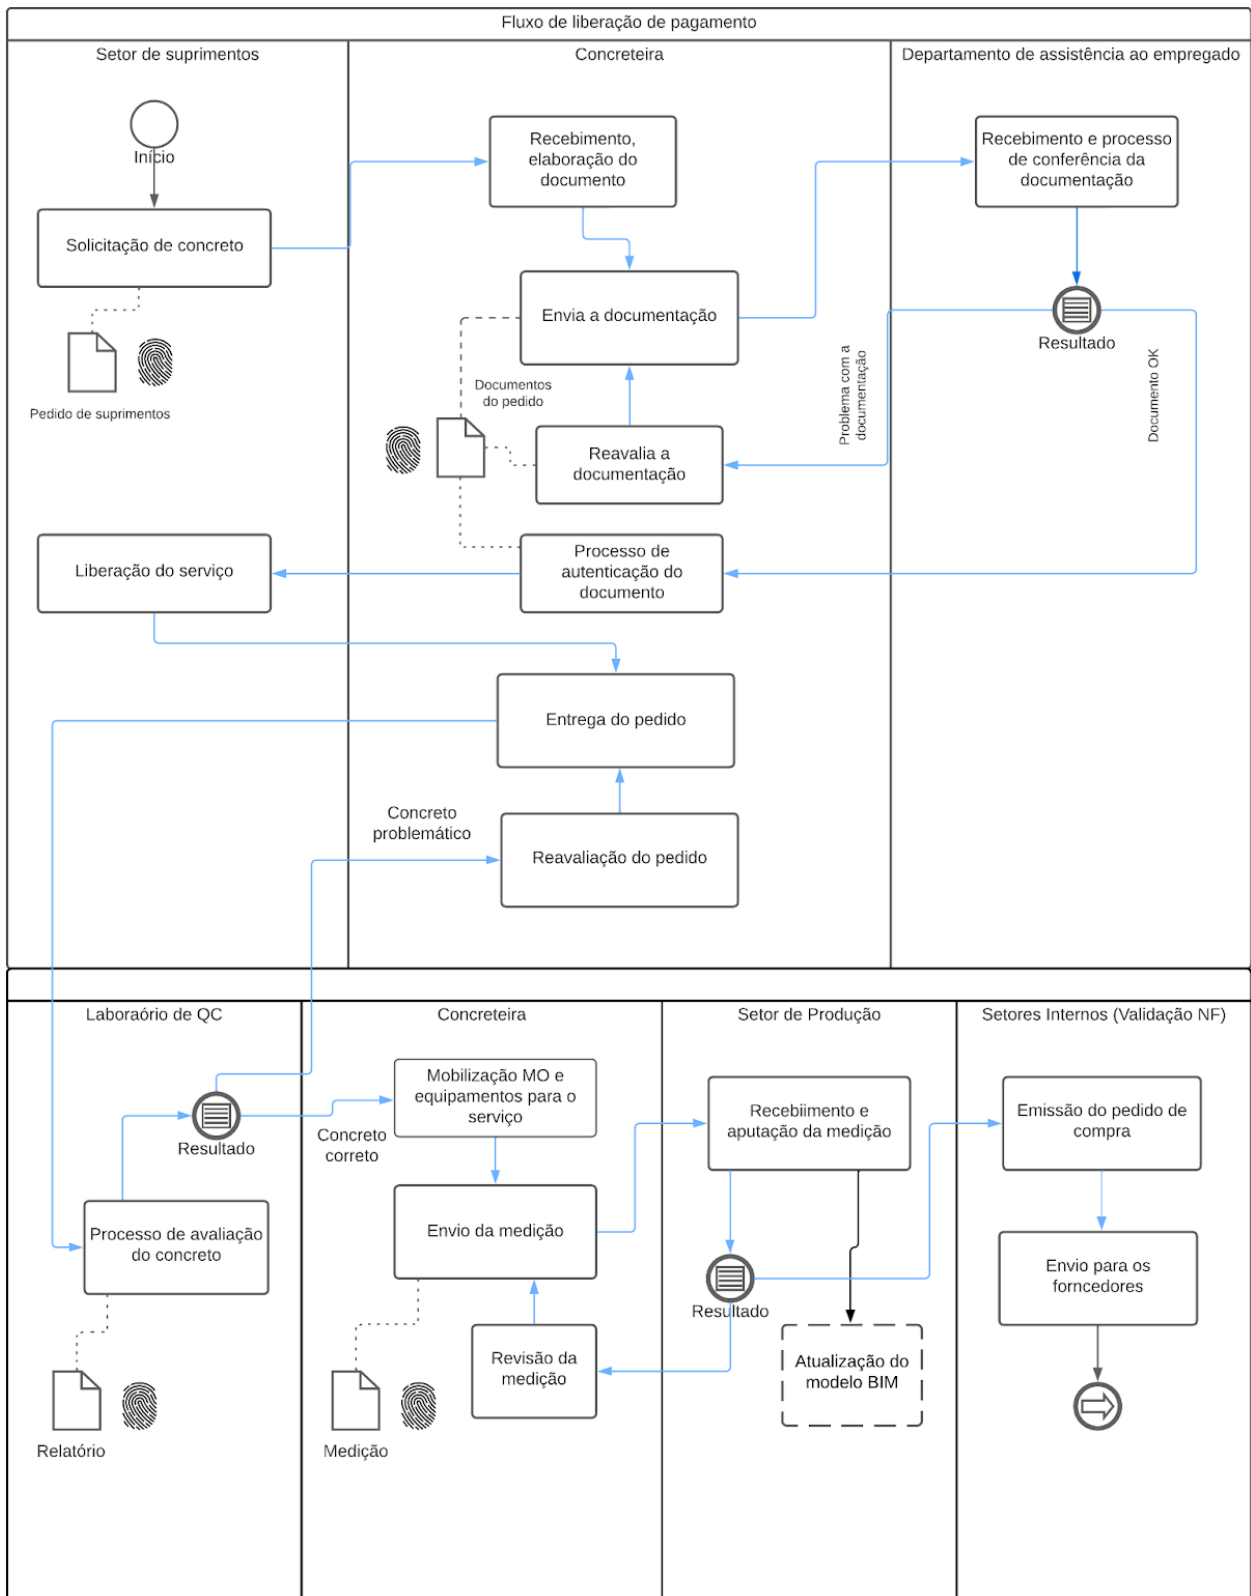 Fluxo de liberação de pagamento
Setor de suprimentos
Concreteira
Departamento de assistência ao empregado
Início
Solicitação de concreto
Pedido de suprimentos
Recebimento,
elaboração do
documento
Recebimento e processo
de conferência da
documentação
Envia a documentação
Resultado
Documentos
do pedido
Problema com a
documentação
Documento OK
Reavalia a
documentação
Liberação do serviço
Processo de
autenticação do
documento
Entrega do pedido
Concreto
problemático
Reavaliação do pedido
Laboraório de QC
Concreteira
Setor de Produção
Setores Internos (Validação NF)
Resultado
Concreto
correto
Mobilização MO e
equipamentos para o
serviço
Recebiimento e
aputação da medição
Emissão do pedido de
compra
Processo de avaliação
do concreto
Envio da medição
Resultado
Envio para os
forncedores
Revisão da
medição
Atualização do
modelo BIM
Relatório
Medição